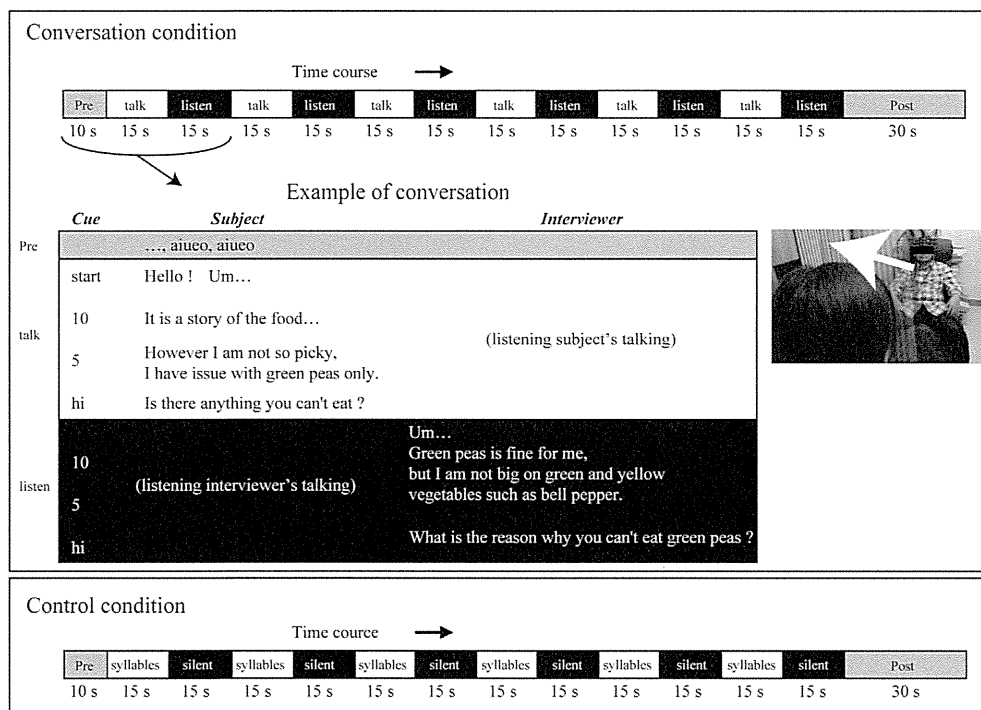 Conversation condition
Time course
Pre talk listen talk listen talk listen talk listen talk listen talk listen Post
10 s 15 s 15 s 15 s 15 s 15 s 15 s 15 s 15 s 15 s 15 s 15 s 15 s 30 s
Example of conversation
Cue Subject Interviewer
Pre …, aiueo, aiueo
start Hello ! Um…
10 It is a story of the food…
talk (listening subject's talking)
5 However I am not so picky,
I have issue with green peas only.
hi Is there anything you can't eat ?
Um…
Green peas is fine for me,
10 but I am not big on green and yellow
listen (listening interviewer's talking) vegetables such as bell pepper.
5
hi What is the reason why you can't eat green peas ?
Control condition
Time cource
Pre syllables silent syllables silent syllables silent syllables silent syllables silent syllables silent Post
10 s 15 s 15 s 15 s 15 s 15 s 15 s 15 s 15 s 15 s 15 s 15 s 15 s 30 s